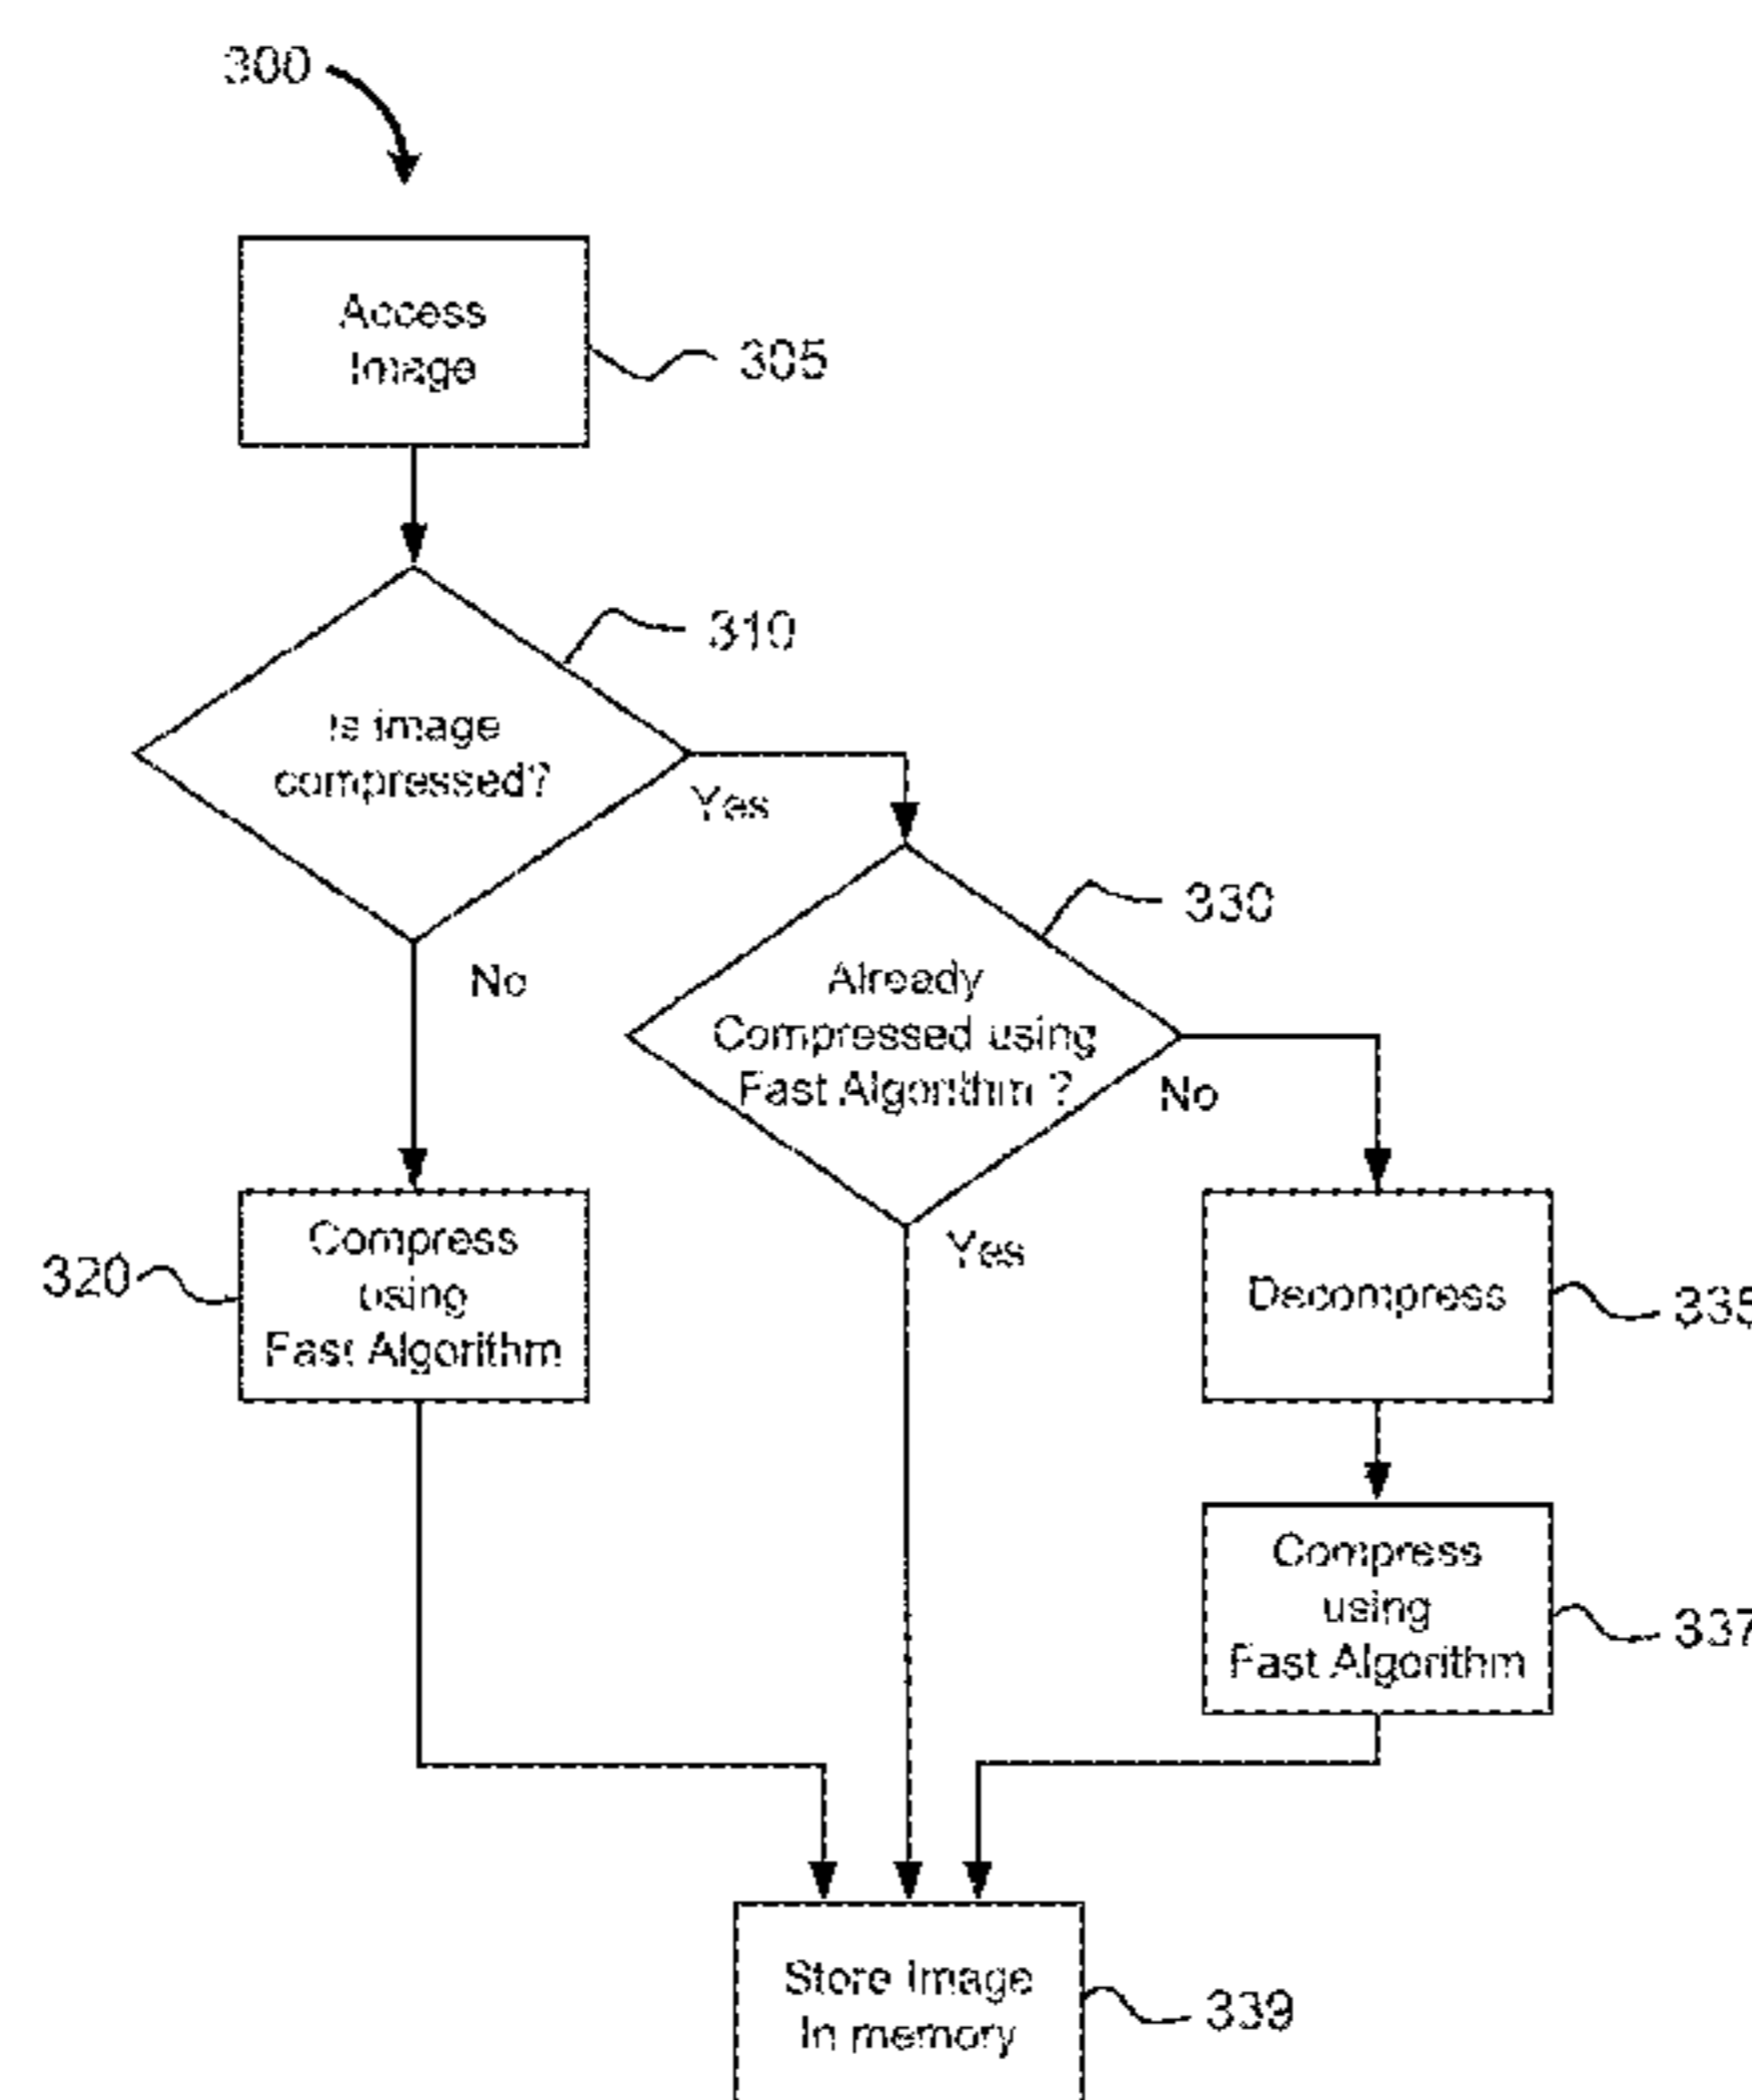 300
Access
Image
305
310
Is image
compressed?
Yes
No
330
Already
Compressed using
Fast Algorithm ?
No
Yes
320
Compress
using
Fast Algorithm
Decompress
335
Compress
using
Fast Algorithm
337
Store Image
In memory
339